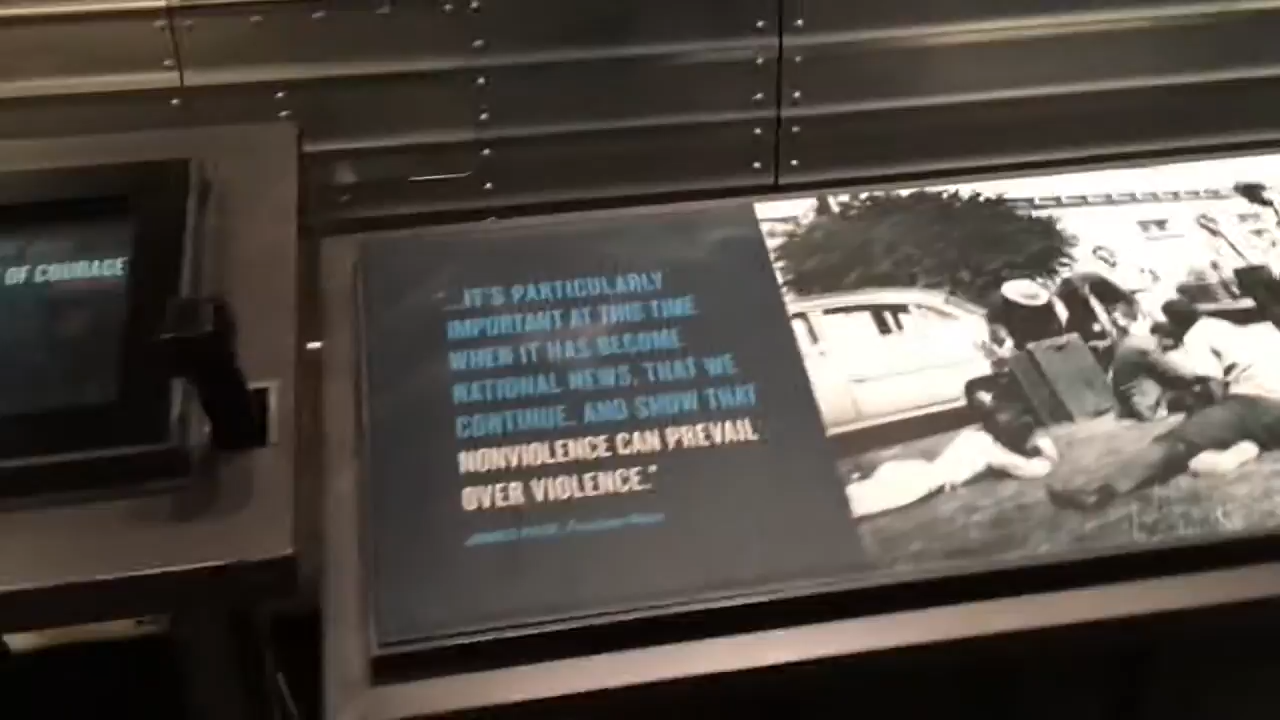 OF COURAGE
...IT'S PARTICULARLY
IMPORTANT AT THIS TIME
WHEN IT HAS BECOME
NATIONAL NEWS, THAT WE
CONTINUE, AND SHOW THAT
NONVIOLENCE CAN PREVAIL
OVER VIOLENCE."